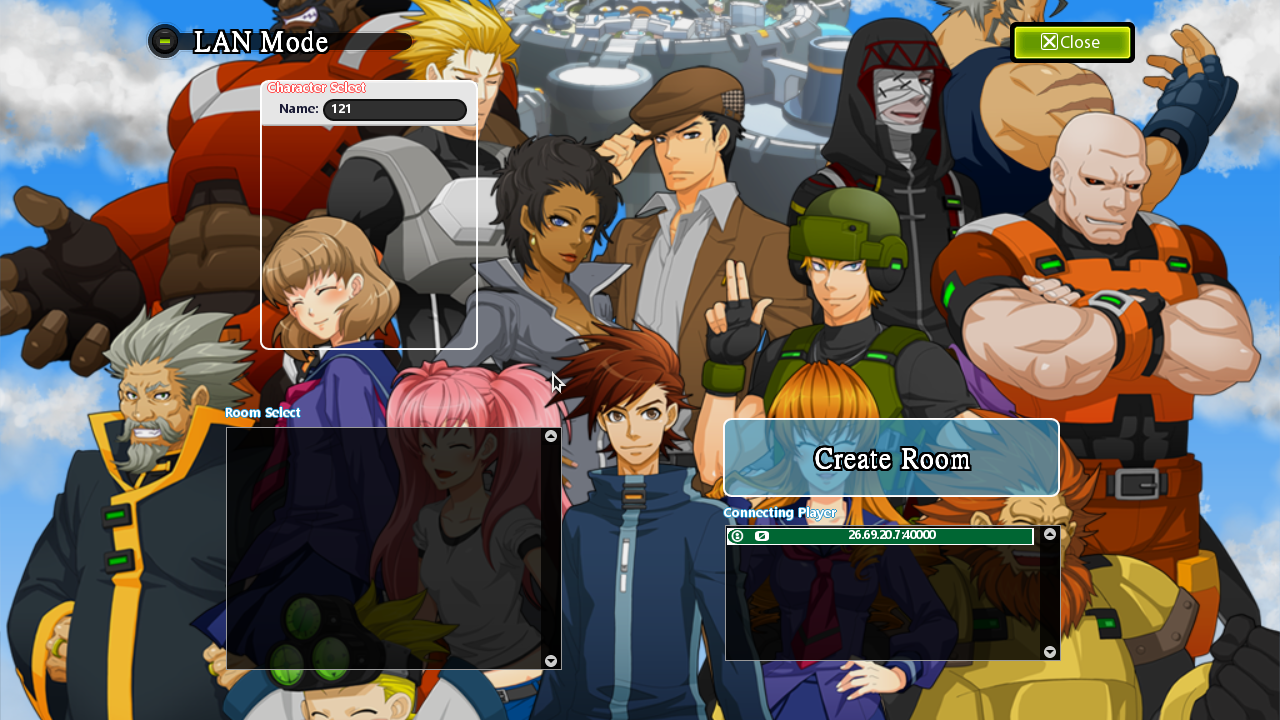 LAN Mode
Close
Character Select
Name: 121
Room Select
Create Room
Connecting Player
26.69.20.7:40000